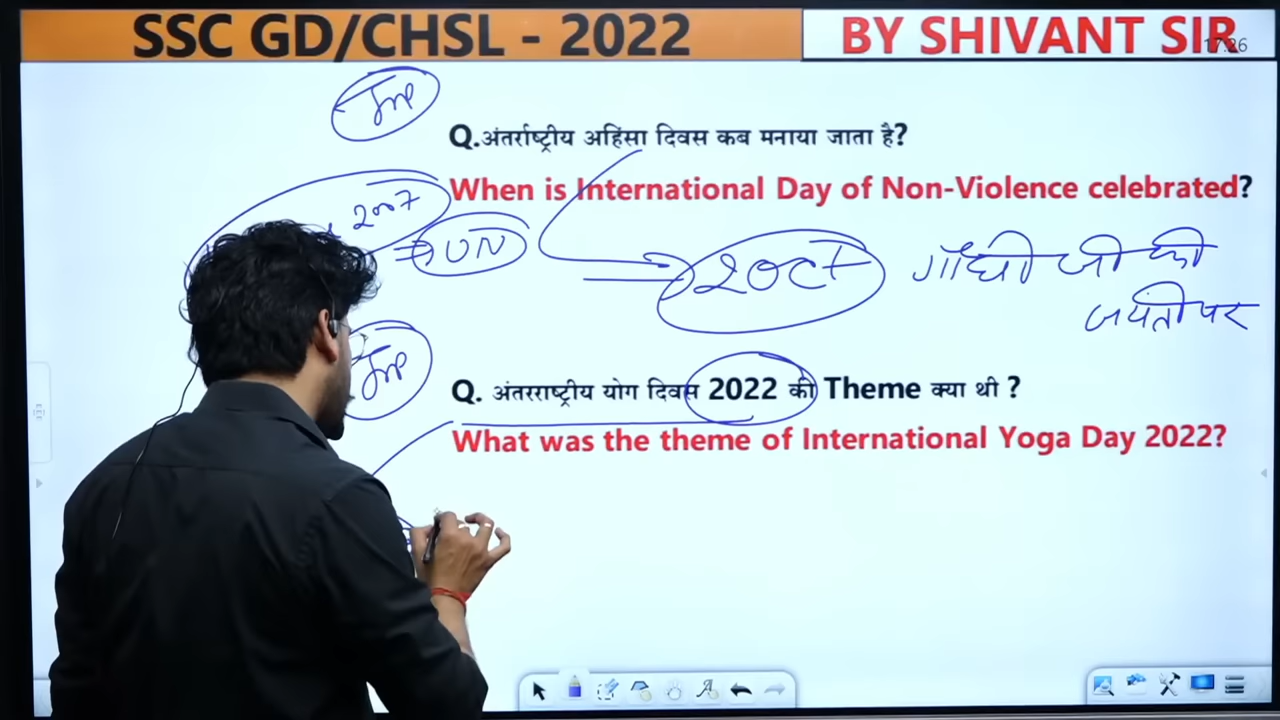 SSC GD/CHSL - 2022
BY SHIVANT SIR
17:26
Imp
Q.अंतर्राष्ट्रीय अहिंसा दिवस कब मनाया जाता है?
When is International Day of Non-Violence celebrated?
2007
UN
2 Oct
गाँधी जी की
जयंती पर
Imp
Q. अंतरराष्ट्रीय योग दिवस 2022 की Theme क्या थी ?
What was the theme of International Yoga Day 2022?